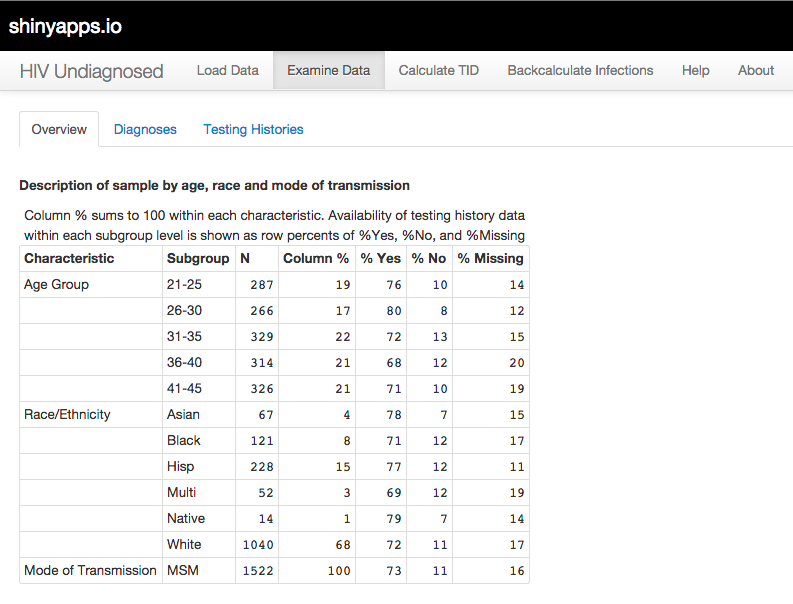 shinyapps.io
HIV Undiagnosed Load Data Examine Data Calculate TID Backcalculate Infections Help About
Overview Diagnoses Testing Histories
Description of sample by age, race and mode of transmission
Column % sums to 100 within each characteristic. Availability of testing history data
within each subgroup level is shown as row percents of %Yes, %No, and %Missing
Characteristic Subgroup N Column % % Yes % No % Missing
Age Group 21-25 287 19 76 10 14
26-30 266 17 80 8 12
31-35 329 22 72 13 15
36-40 314 21 68 12 20
41-45 326 21 71 10 19
Race/Ethnicity Asian 67 4 78 7 15
Black 121 8 71 12 17
Hisp 228 15 77 12 11
Multi 52 3 69 12 19
Native 14 1 79 7 14
White 1040 68 72 11 17
Mode of Transmission MSM 1522 100 73 11 16